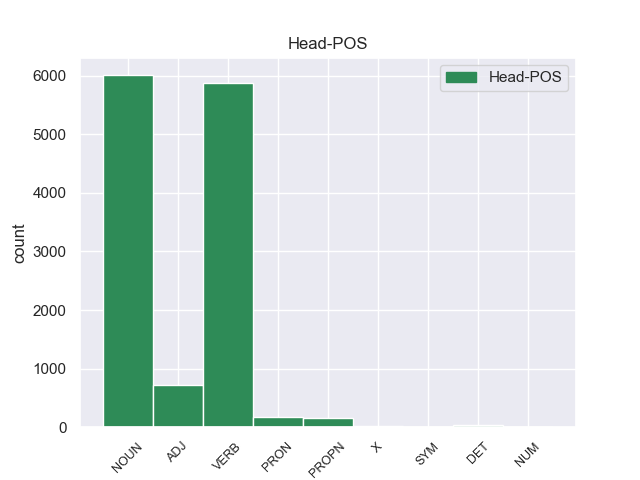 Head-POS
Head-POS
6000
5000
4000
3000
2000
1000
0
count
NOUN
ADJ
VERB
PRON
PROPN
X
SYM
DET
NUM